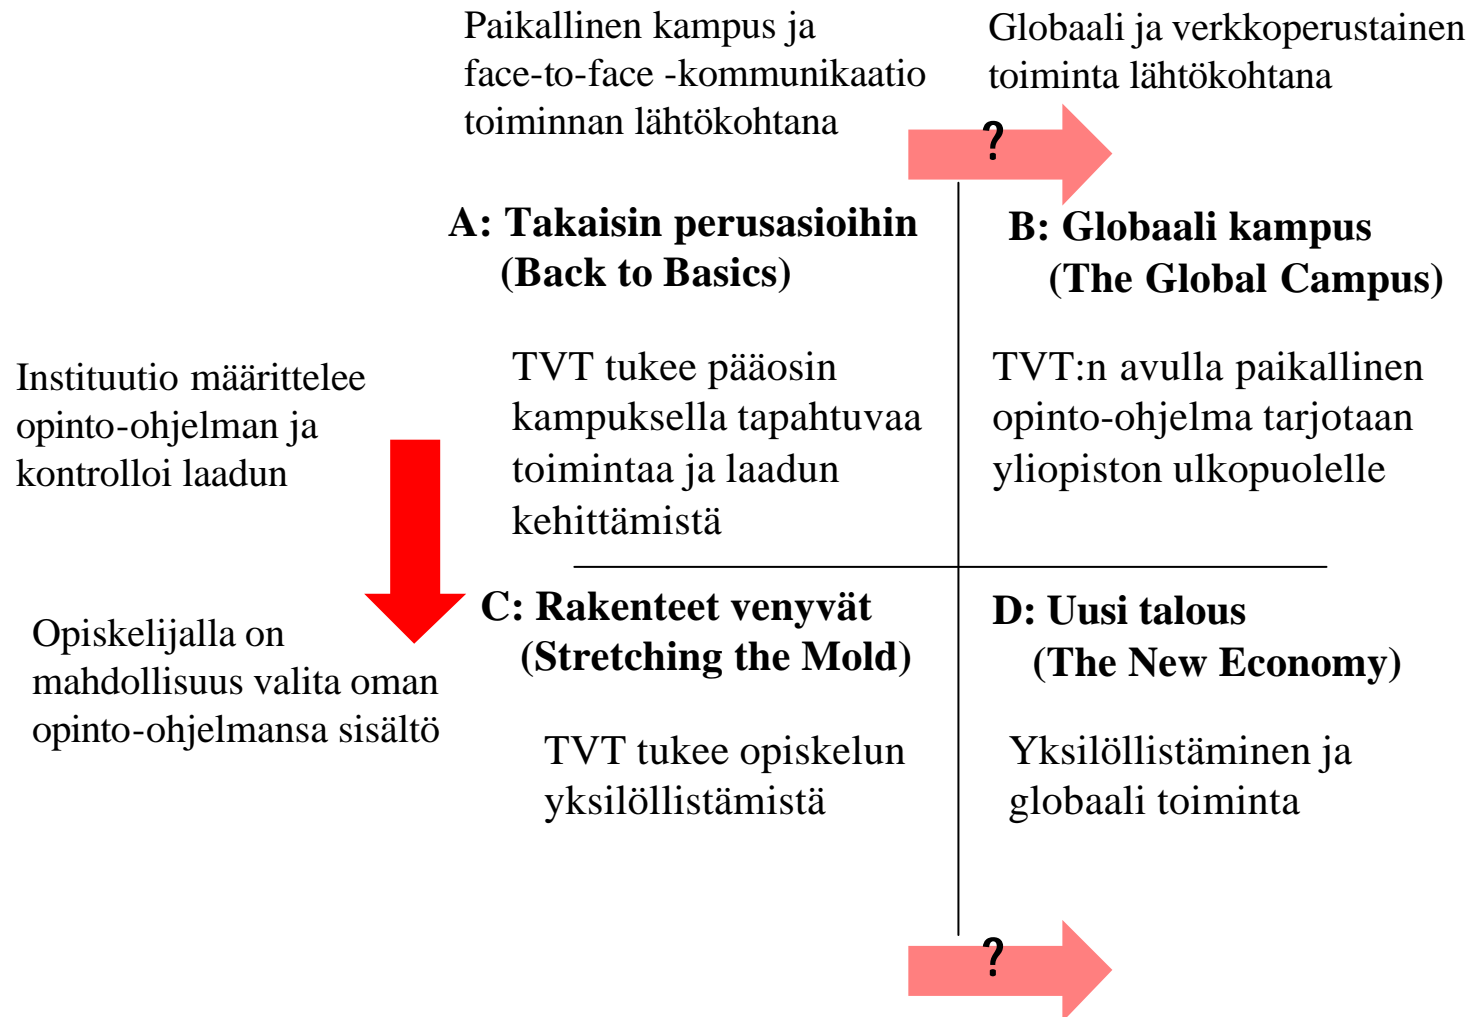 Paikallinen kampus ja
face-to-face -kommunikaatio
toiminnan lähtökohtana
Globaali ja verkkoperustainen
toiminta lähtökohtana
?
A: Takaisin perusasioihin
(Back to Basics)
B: Globaali kampus
(The Global Campus)
Instituutio määrittelee
opinto-ohjelman ja
kontrolloi laadun
TVT tukee pääosin
kampuksella tapahtuvaa
toimintaa ja laadun
kehittämistä
TVT:n avulla paikallinen
opinto-ohjelma tarjotaan
yliopiston ulkopuolelle
Opiskelijalla on
mahdollisuus valita oman
opinto-ohjelmansa sisältö
C: Rakenteet venyvät
(Stretching the Mold)
D: Uusi talous
(The New Economy)
TVT tukee opiskelun
yksilöllistämistä
Yksilöllistäminen ja
globaali toiminta
?